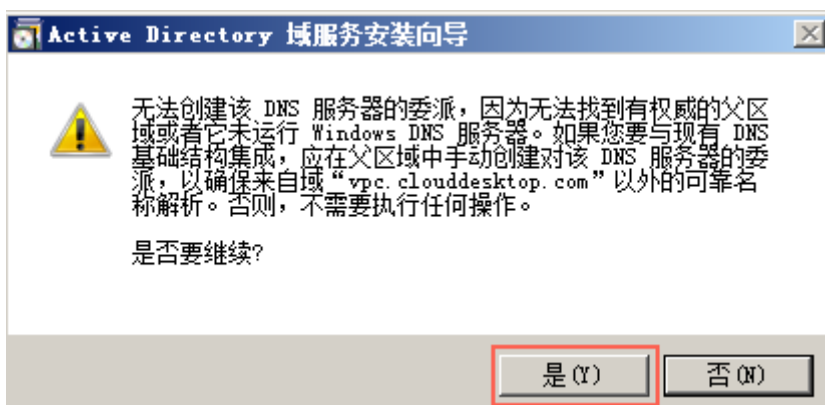 Active Directory 域服务安装向导
无法创建该 DNS 服务器的委派，因为无法找到有权威的父区
域或者它未运行 Windows DNS 服务器。如果您要与现有 DNS
基础结构集成，应在父区域中手动创建对该 DNS 服务器的委
派，以确保来自域“vpc.clouddesktop.com”以外的可靠名
称解析。否则，不需要执行任何操作。
是否要继续?
是(Y)
否(N)